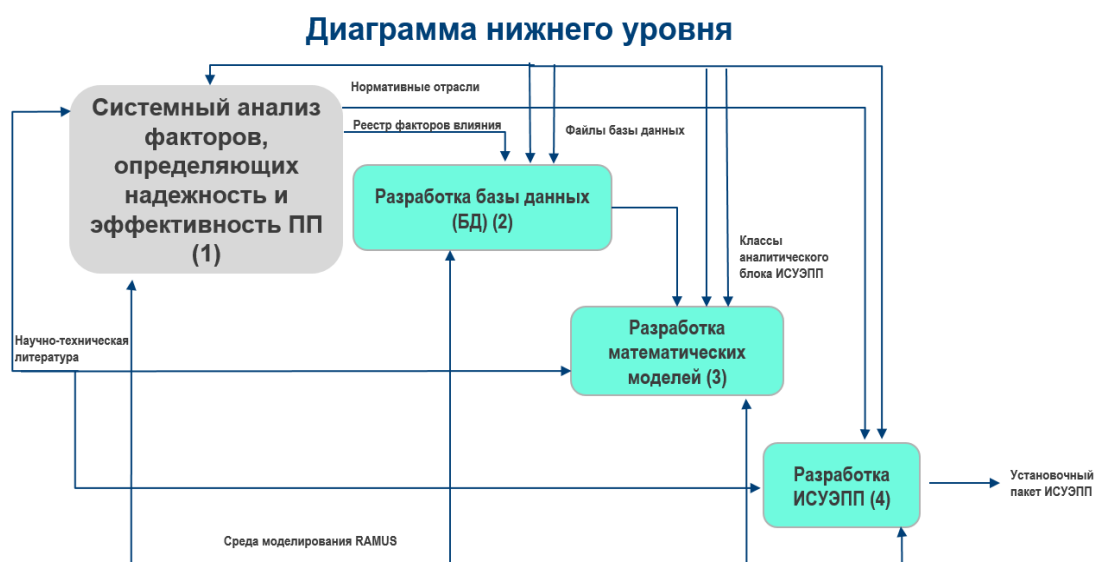 Диаграмма нижнего уровня
Системный анализ
факторов,
определяющих
надежность и
эффективность ПП
(1)
Нормативные отрасли
Реестр факторов влияния
Файлы базы данных
Разработка базы данных
(БД) (2)
Классы
аналитического
блока ИСУЭПП
Научно-техническая
литература
Разработка
математических
моделей (3)
Разработка
ИСУЭПП (4)
Установочный
пакет ИСУЭПП
Среда моделирования RAMUS